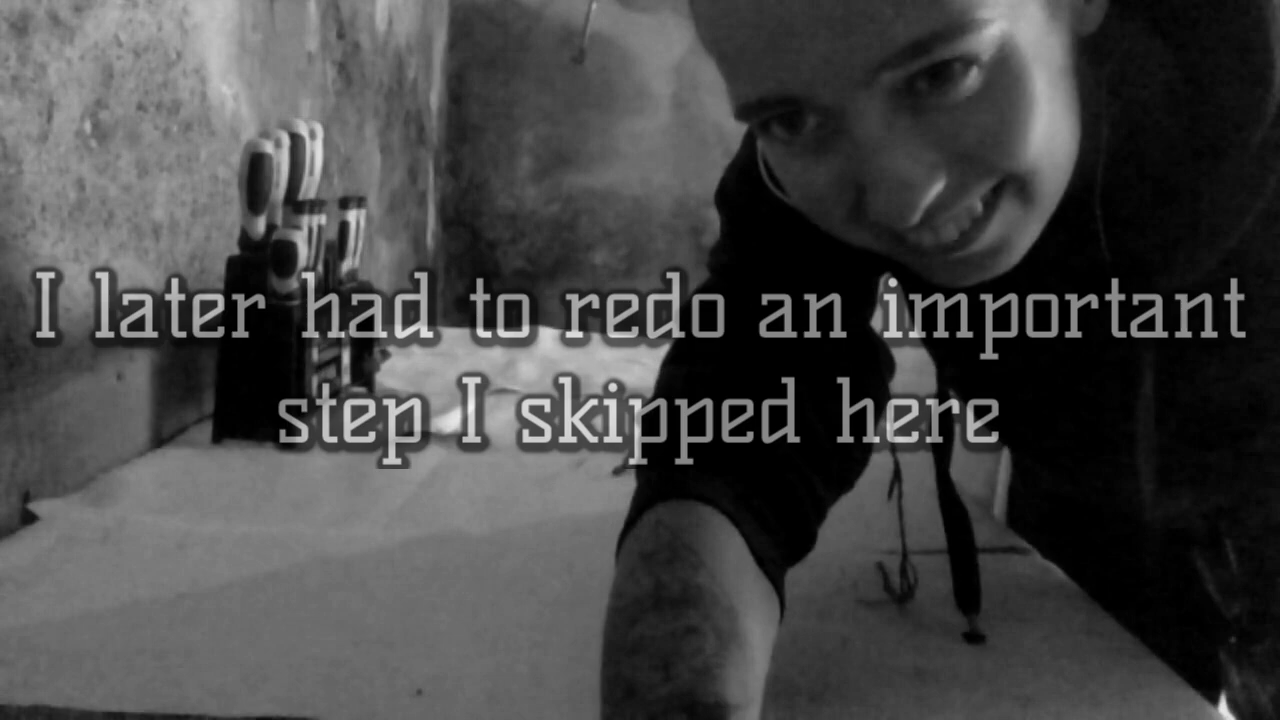 I later had to redo an important
step I skipped here